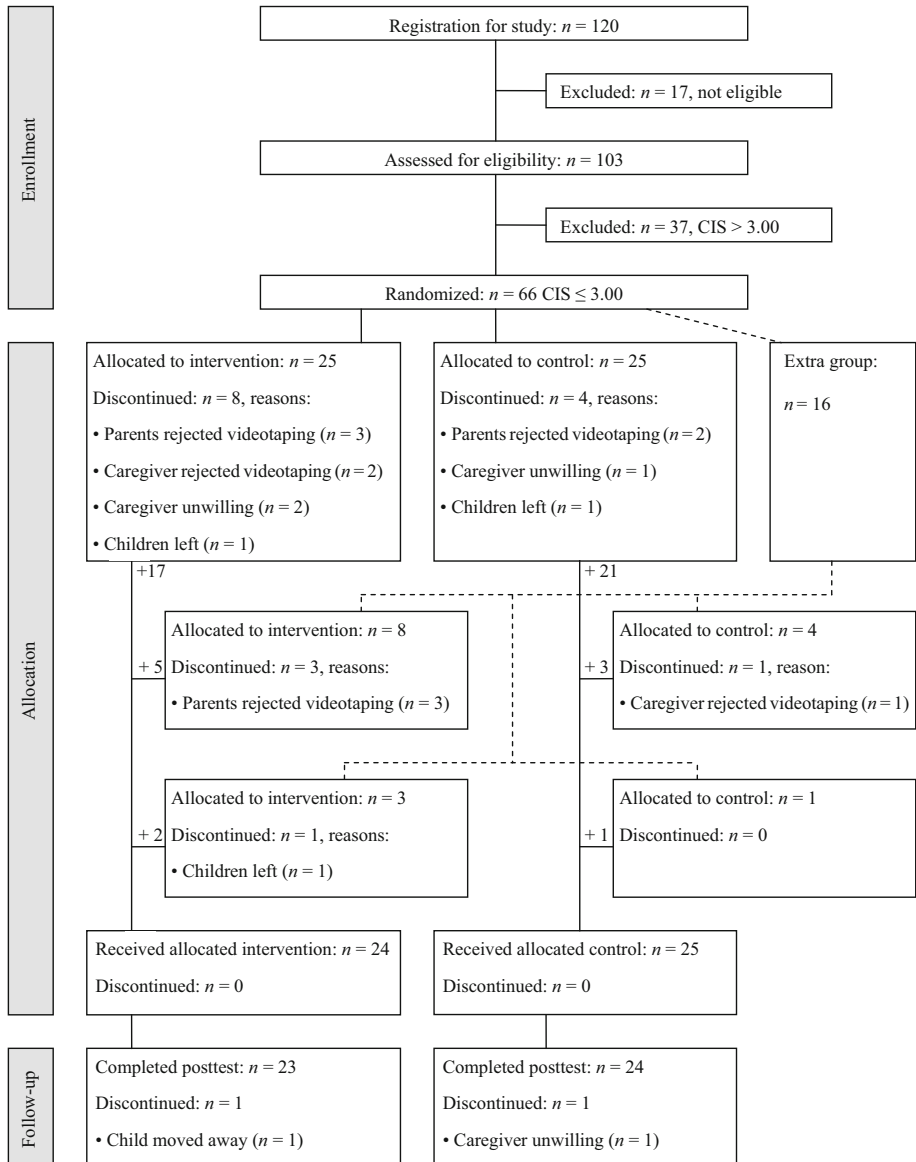 Enrollment
Registration for study: n = 120
Excluded: n = 17, not eligible
Assessed for eligibility: n = 103
Excluded: n = 37, CIS > 3.00
Randomized: n = 66 CIS ≤ 3.00
Allocation
Allocated to intervention: n = 25
Discontinued: n = 8, reasons:
• Parents rejected videotaping (n = 3)
• Caregiver rejected videotaping (n = 2)
• Caregiver unwilling (n = 2)
• Children left (n = 1)
Allocated to control: n = 25
Discontinued: n = 4, reasons:
• Parents rejected videotaping (n = 2)
• Caregiver unwilling (n = 1)
• Children left (n = 1)
Extra group:
n = 16
+17
+ 21
Allocated to intervention: n = 8
Discontinued: n = 3, reasons:
• Parents rejected videotaping (n = 3)
+ 5
Allocated to control: n = 4
Discontinued: n = 1, reason:
• Caregiver rejected videotaping (n = 1)
+ 3
Allocated to intervention: n = 3
Discontinued: n = 1, reasons:
• Children left (n = 1)
+ 2
Allocated to control: n = 1
Discontinued: n = 0
+ 1
Received allocated intervention: n = 24
Discontinued: n = 0
Received allocated control: n = 25
Discontinued: n = 0
Follow-up
Completed posttest: n = 23
Discontinued: n = 1
• Child moved away (n = 1)
Completed posttest: n = 24
Discontinued: n = 1
• Caregiver unwilling (n = 1)